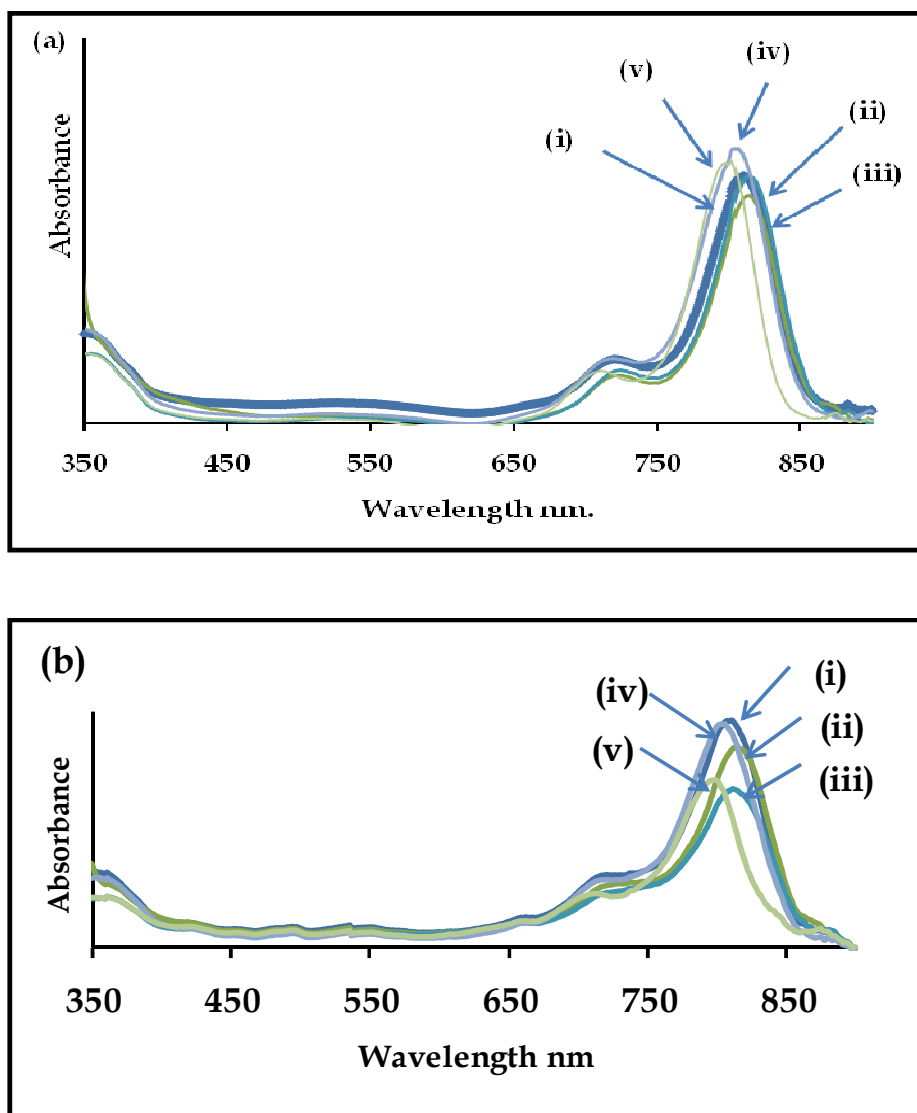 (a)
(iv)
(v)
(ii)
(i)
(iii)
Absorbance
350 450 550 650 750 850
Wavelength nm.
(b)
(i)
(iv)
(ii)
(v)
(iii)
Absorbance
350 450 550 650 750 850
Wavelength nm